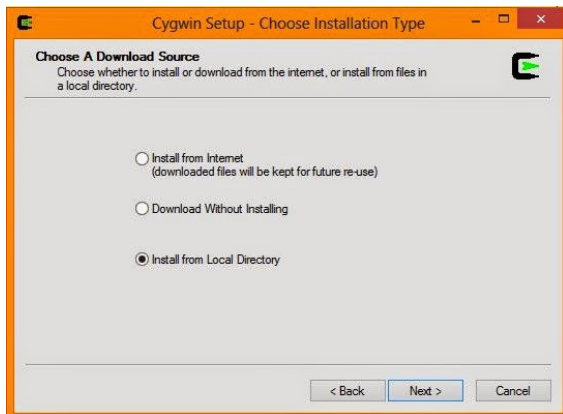 Cygwin Setup - Choose Installation Type
Choose A Download Source
Choose whether to install or download from the internet, or install from files in
a local directory.
Install from Internet
(downloaded files will be kept for future re-use)
Download Without Installing
Install from Local Directory
< Back
Next >
Cancel